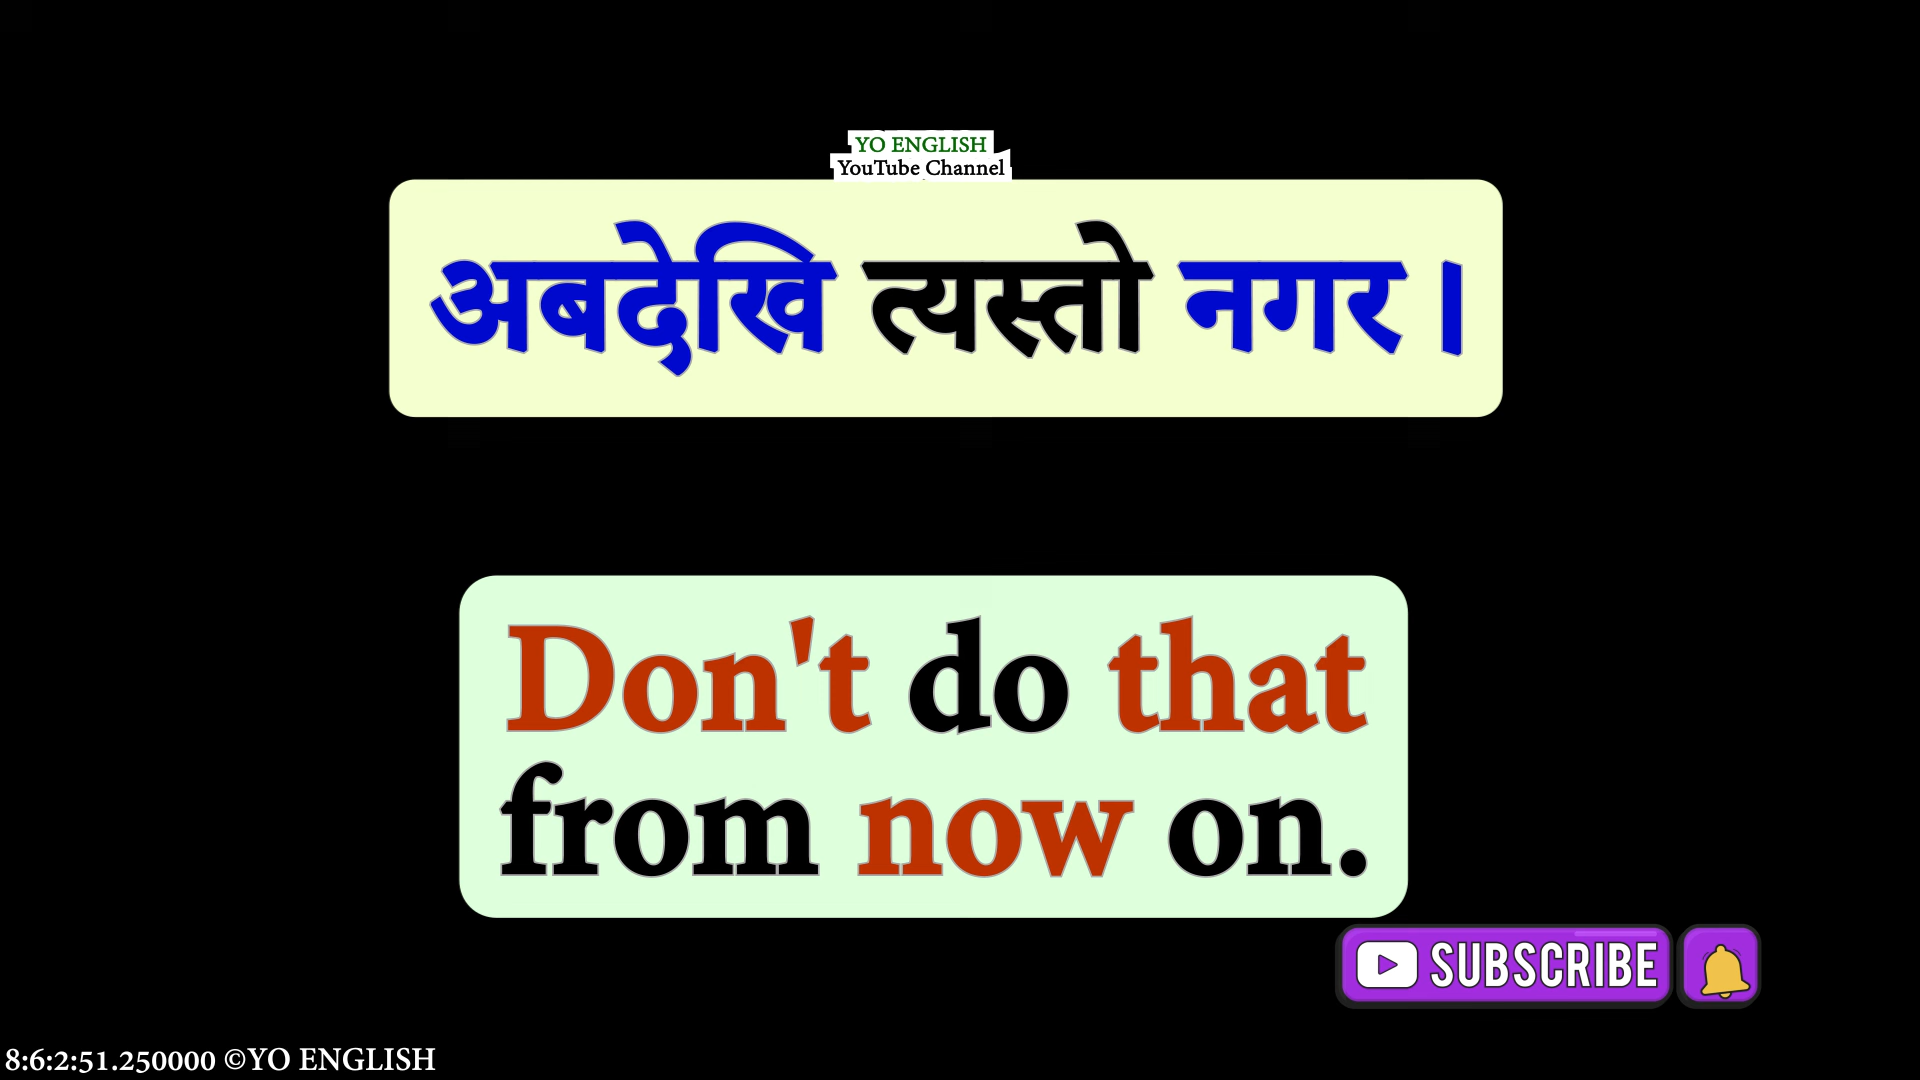 YO ENGLISH
YouTube Channel
अबदेखि त्यस्तो नगर ।
Don't do that
from now on.
SUBSCRIBE
8:6:2:51.250000 ©YO ENGLISH